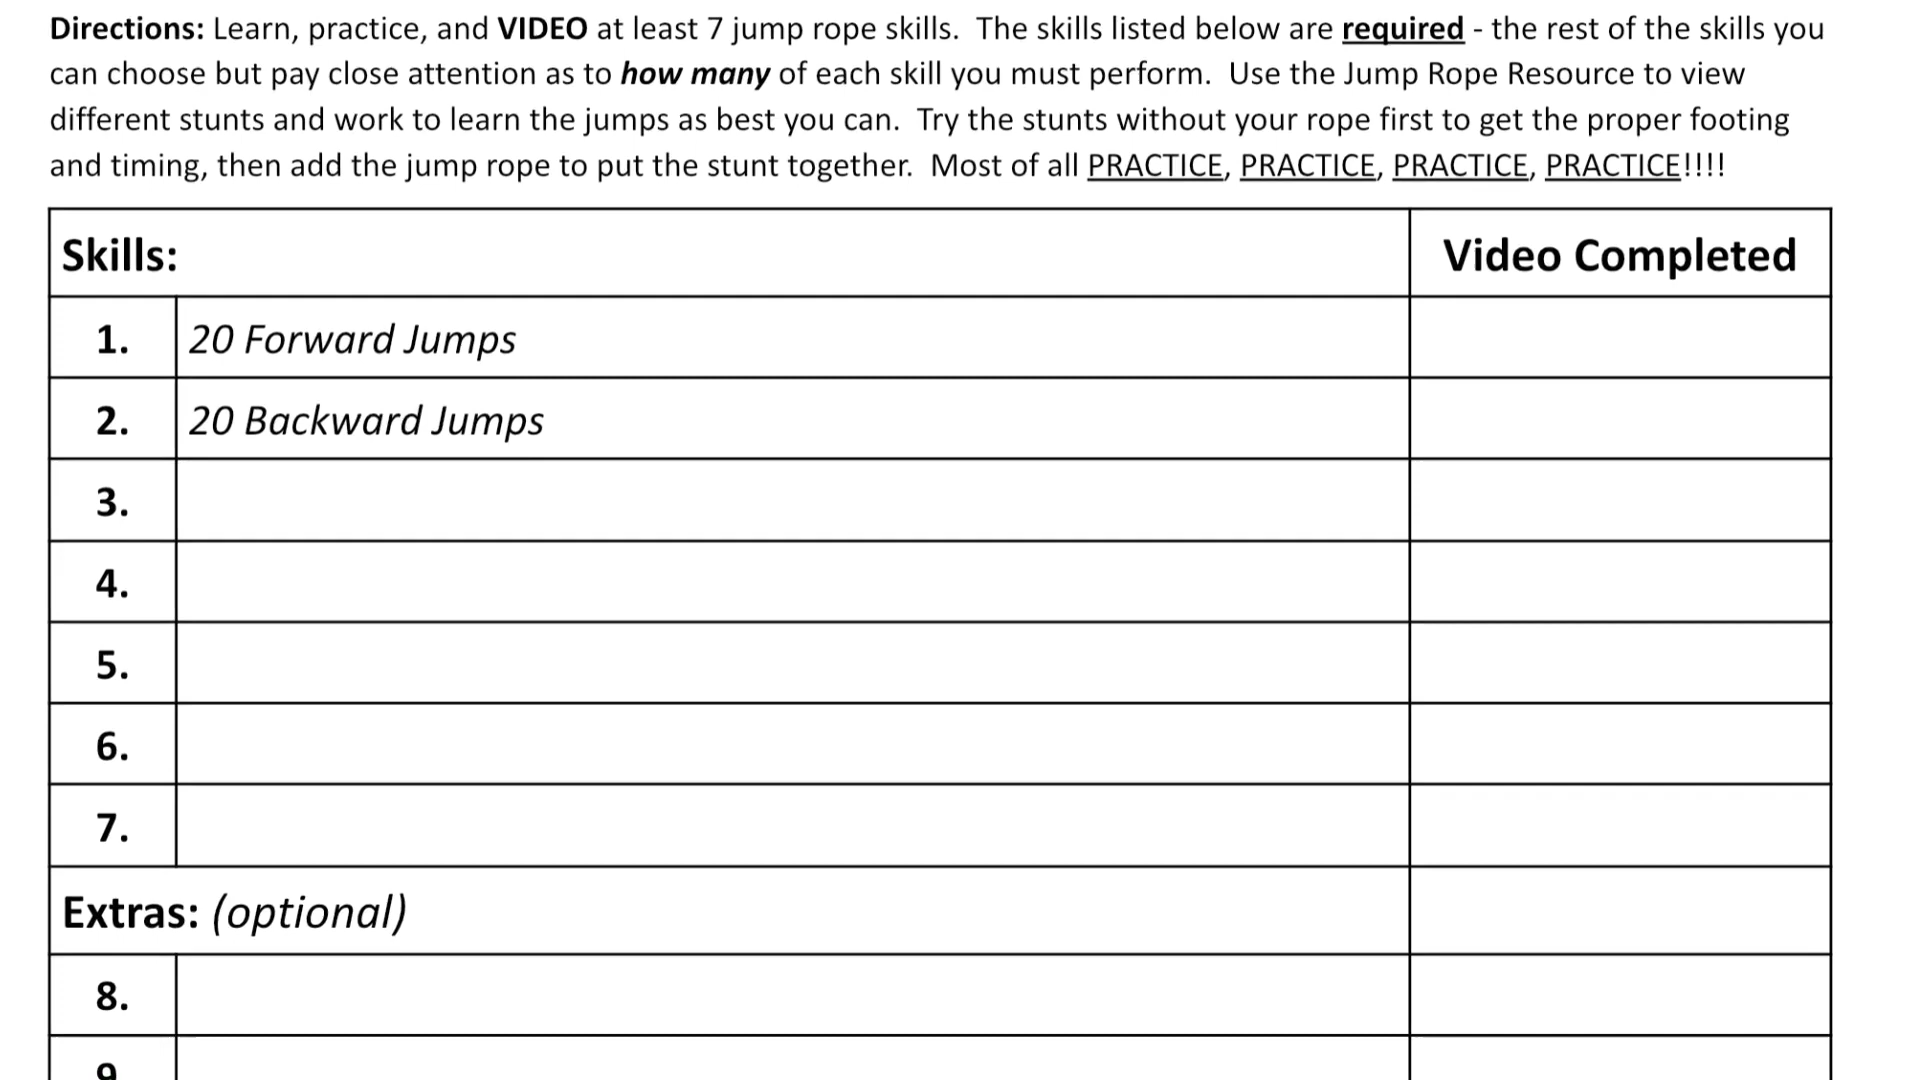 Directions: Learn, practice, and VIDEO at least 7 jump rope skills.  The skills listed below are required - the rest of the skills you
can choose but pay close attention as to how many of each skill you must perform.  Use the Jump Rope Resource to view
different stunts and work to learn the jumps as best you can.  Try the stunts without your rope first to get the proper footing
and timing, then add the jump rope to put the stunt together.  Most of all PRACTICE, PRACTICE, PRACTICE, PRACTICE!!!!
Skills: Video Completed
1. 20 Forward Jumps
2. 20 Backward Jumps
3.
4.
5.
6.
7.
Extras: (optional)
8.
9